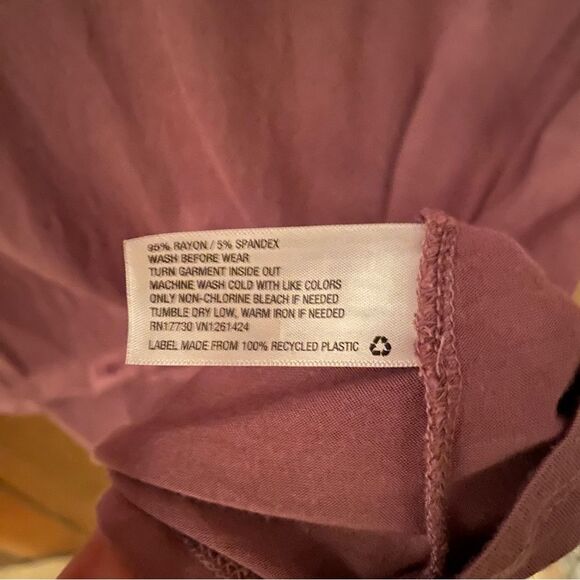 95% RAYON / 5% SPANDEX
WASH BEFORE WEAR
TURN GARMENT INSIDE OUT
MACHINE WASH COLD WITH LIKE COLORS
ONLY NON-CHLORINE BLEACH IF NEEDED
TUMBLE DRY LOW, WARM IRON IF NEEDED
RN17730 VN1261424
LABEL MADE FROM 100% RECYCLED PLASTIC